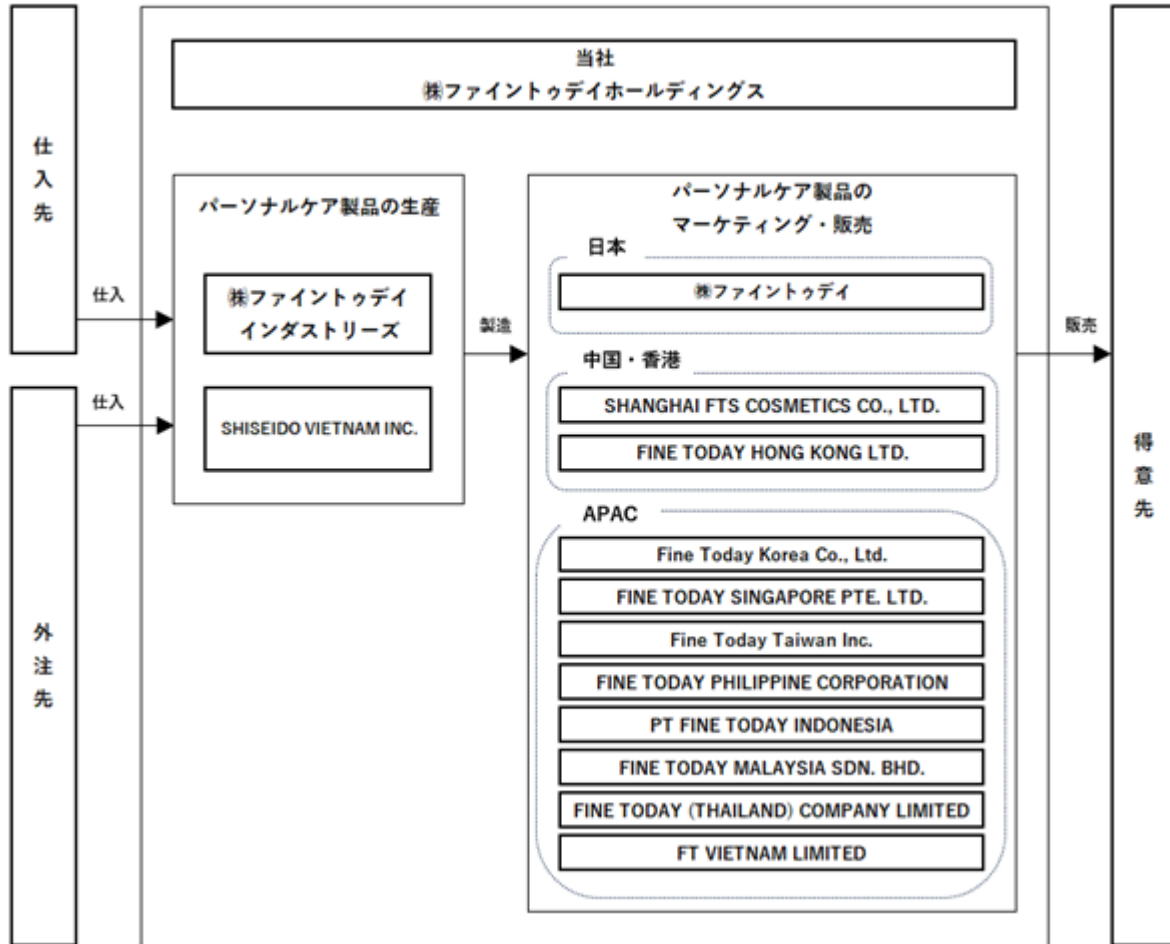 当社
㈱ファイントゥデイホールディングス
仕入先
仕入
外注先
仕入
パーソナルケア製品の生産
㈱ファイントゥデイ
インダストリーズ
SHISEIDO VIETNAM INC.
製造
パーソナルケア製品の
マーケティング・販売
日本
㈱ファイントゥデイ
中国・香港
SHANGHAI FTS COSMETICS CO., LTD.
FINE TODAY HONG KONG LTD.
APAC
Fine Today Korea Co., Ltd.
FINE TODAY SINGAPORE PTE. LTD.
Fine Today Taiwan Inc.
FINE TODAY PHILIPPINE CORPORATION
PT FINE TODAY INDONESIA
FINE TODAY MALAYSIA SDN. BHD.
FINE TODAY (THAILAND) COMPANY LIMITED
FT VIETNAM LIMITED
販売
得意先